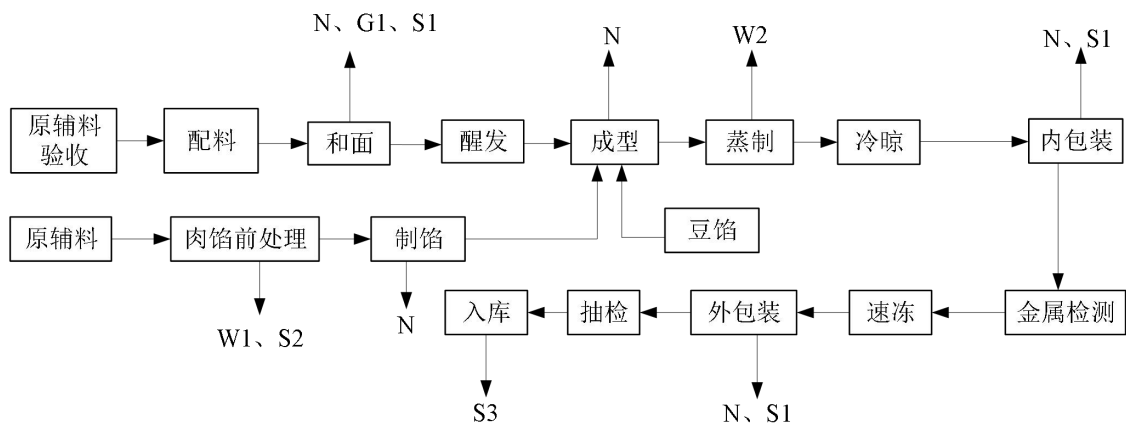 N、G1、S1
N
W2
N、S1
原辅料
验收
配料
和面
醒发
成型
蒸制
冷晾
内包装
原辅料
肉馅前处理
制馅
豆馅
入库
抽检
外包装
速冻
金属检测
W1、S2
N
S3
N、S1